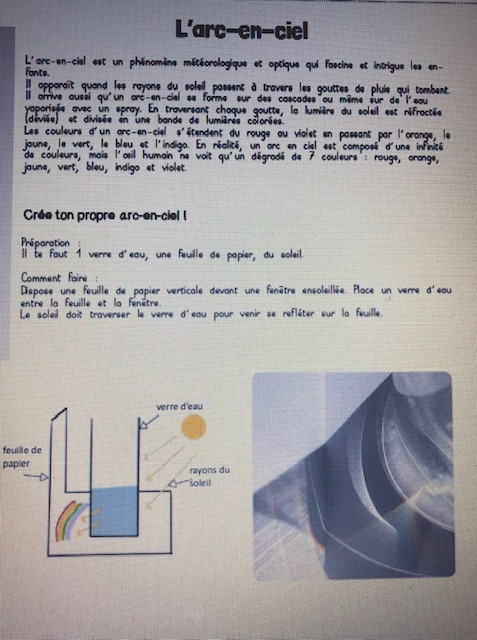 L'arc-en-ciel
L'arc-en-ciel est un phénomène météorologique et optique qui fascine et intrigue les en-
fants.
Il apparaît quand les rayons du soleil passent à travers les gouttes de pluie qui tombent.
Il arrive aussi qu'un arc-en-ciel se forme sur des cascades ou même sur de l'eau
vaporisée avec un spray. En traversant chaque goutte, la lumière du soleil est réfractée
(déviée) et divisée en une bande de lumières colorées.
Les couleurs d'un arc-en-ciel s'étendent du rouge au violet en passant par l'orange, le
jaune, le vert, le bleu et l'indigo. En réalité, un arc en ciel est composé d'une infinité
de couleurs, mais l'œil humain ne voit qu'un dégradé de 7 couleurs : rouge, orange,
jaune, vert, bleu, indigo et violet.
Crée ton propre arc-en-ciel !
Préparation :
Il te faut 1 verre d'eau, une feuille de papier, du soleil.
Comment faire :
Dispose une feuille de papier verticale devant une fenêtre ensoleillée. Place un verre d'eau
entre la feuille et la fenêtre.
Le soleil doit traverser le verre d'eau pour venir se refléter sur la feuille.
verre d'eau
feuille de
papier
rayons du
soleil